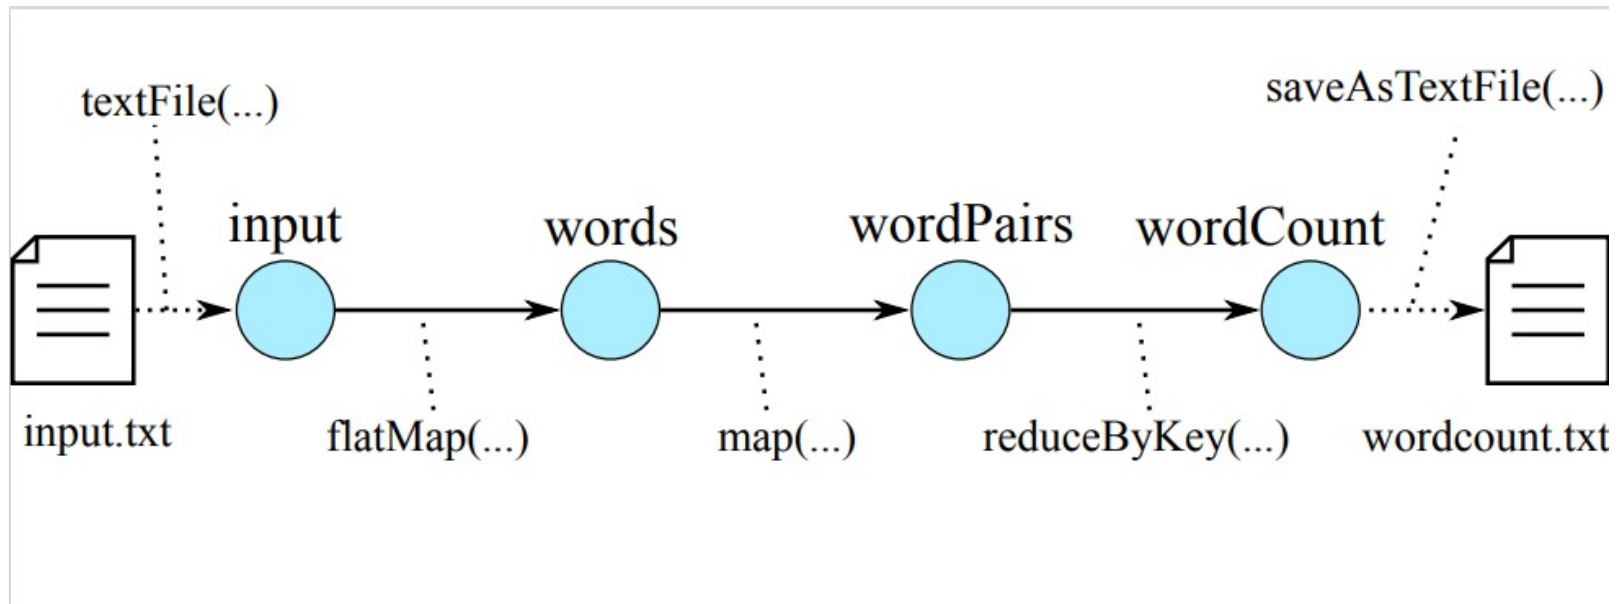 textFile(...)
saveAsTextFile(...)
input
words
wordPairs
wordCount
input.txt
flatMap(...)
map(...)
reduceByKey(...)
wordcount.txt